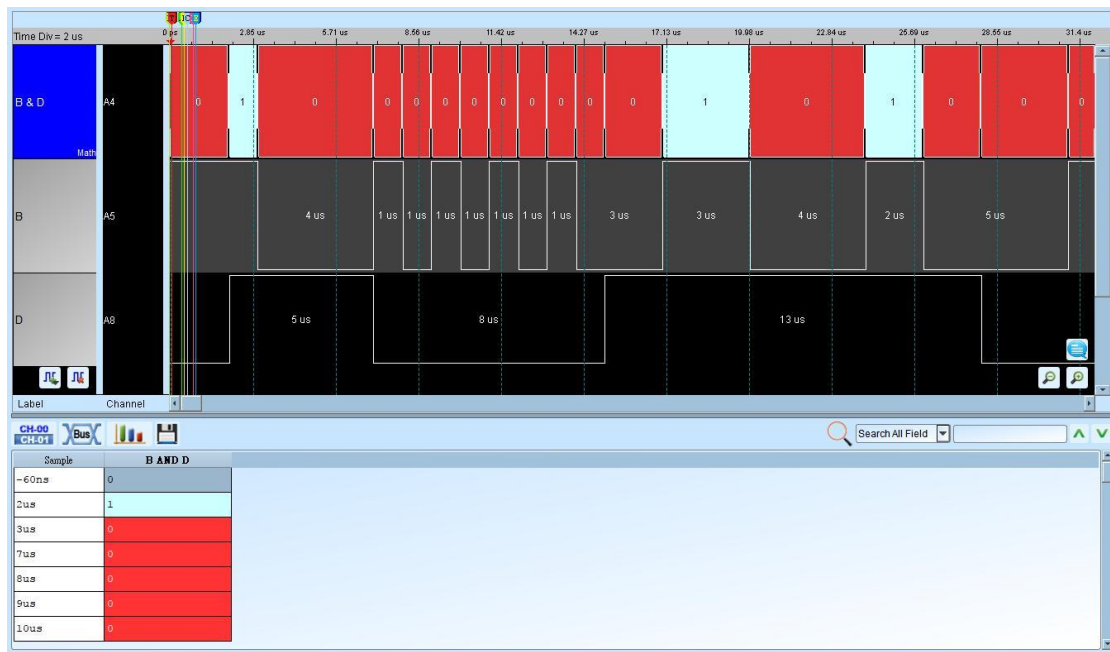 T C
Time Div = 2 us 0 ps 2.85 us 5.71 us 8.56 us 11.42 us 14.27 us 17.13 us 19.98 us 22.84 us 25.69 us 28.55 us 31.4 us
B & D A4 0 1 0 0 0 0 0 0 0 0 0 0 1 0 1 0 0 0
Math
B A5 4 us 1 us 1 us 1 us 1 us 1 us 1 us 1 us 3 us 3 us 4 us 2 us 5 us
D A8 5 us 8 us 13 us
Label Channel
CH-00
CH-01 Bus Search All Field
Sample B AND D
-60ns 0
2us 1
3us 0
7us 0
8us 0
9us 0
10us 0